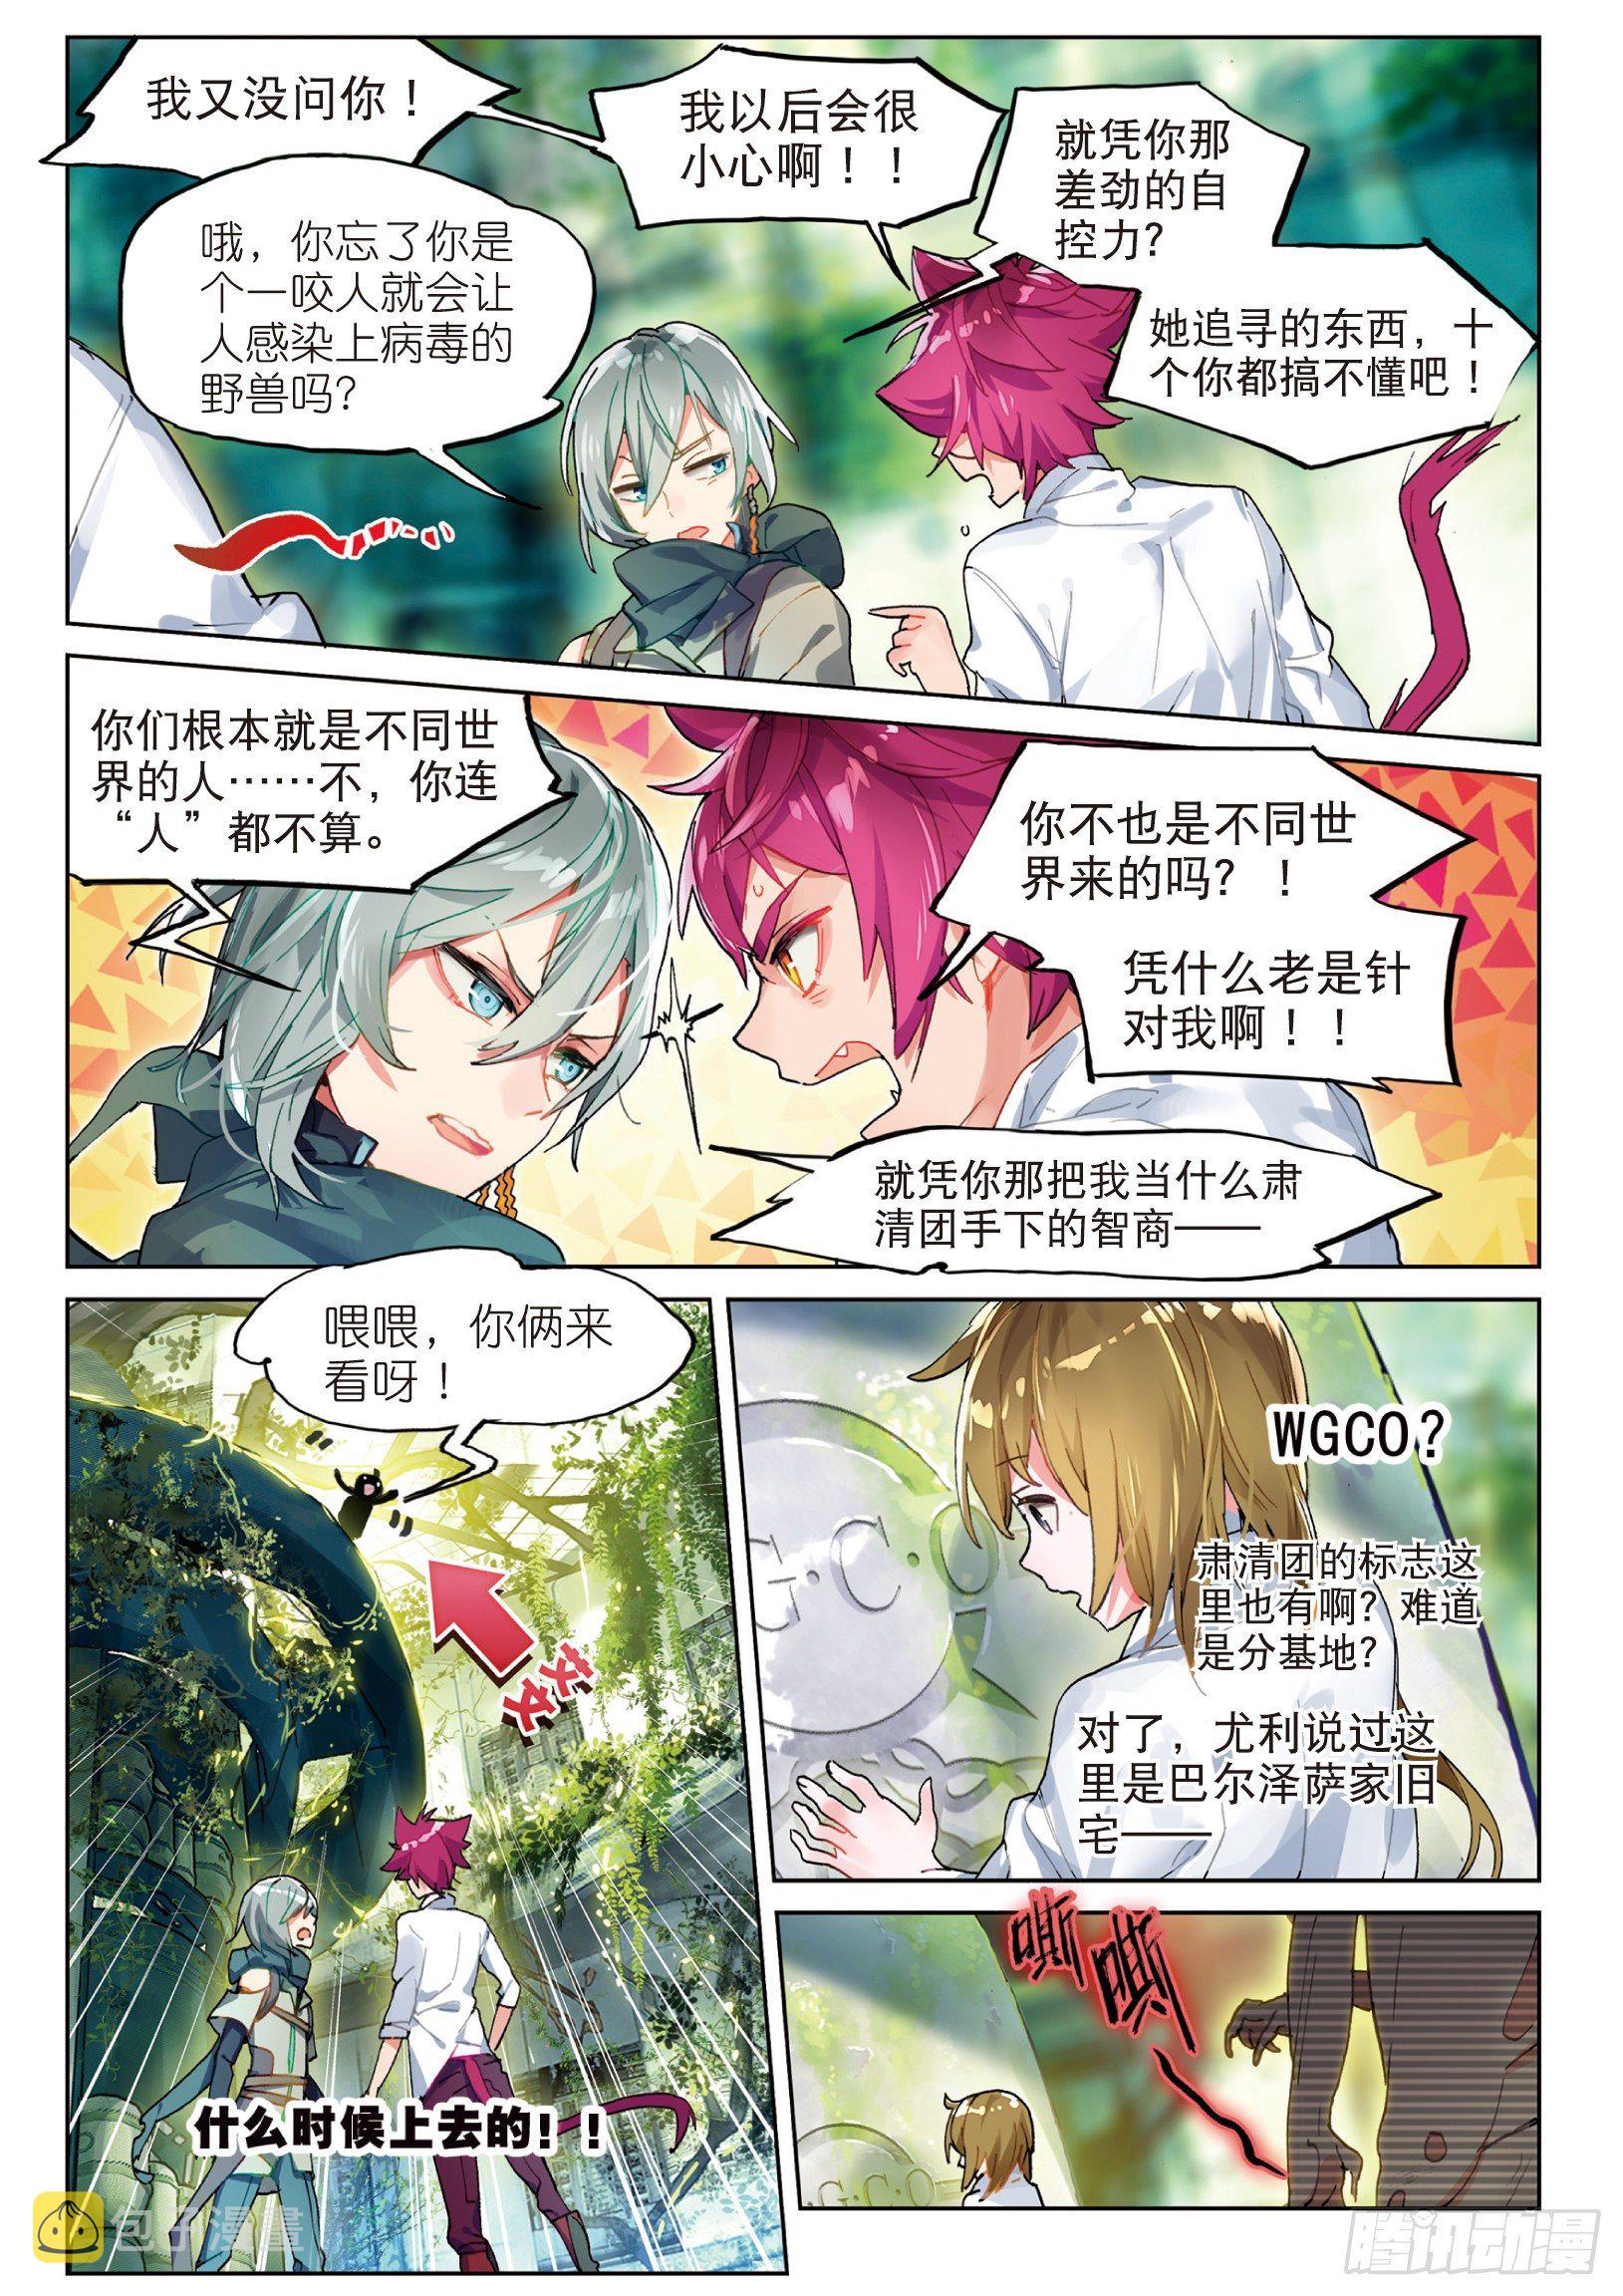 我又没问你！
哦，你忘了你是
个一咬人就会让
人感染上病毒的
野兽吗？
我以后会很
小心啊！！
就凭你那
差劲的自
控力？
她追寻的东西，十
个你都搞不懂吧！
你们根本就是不同世
界的人……不，你连
“人”都不算。
你不也是不同世
界来的吗？！
凭什么老是针
对我啊！！
就凭你那把我当什么肃
清团手下的智商——
喂喂，你俩来
看呀！
艾文
什么时候上去的！！
WGCO？
肃清团的标志这
里也有啊？难道
是分基地？
对了，尤利说过这
里是巴尔泽萨家旧
宅——
G.C.O
嘶
嘶
G.C.O
包子漫畫
腾讯动漫